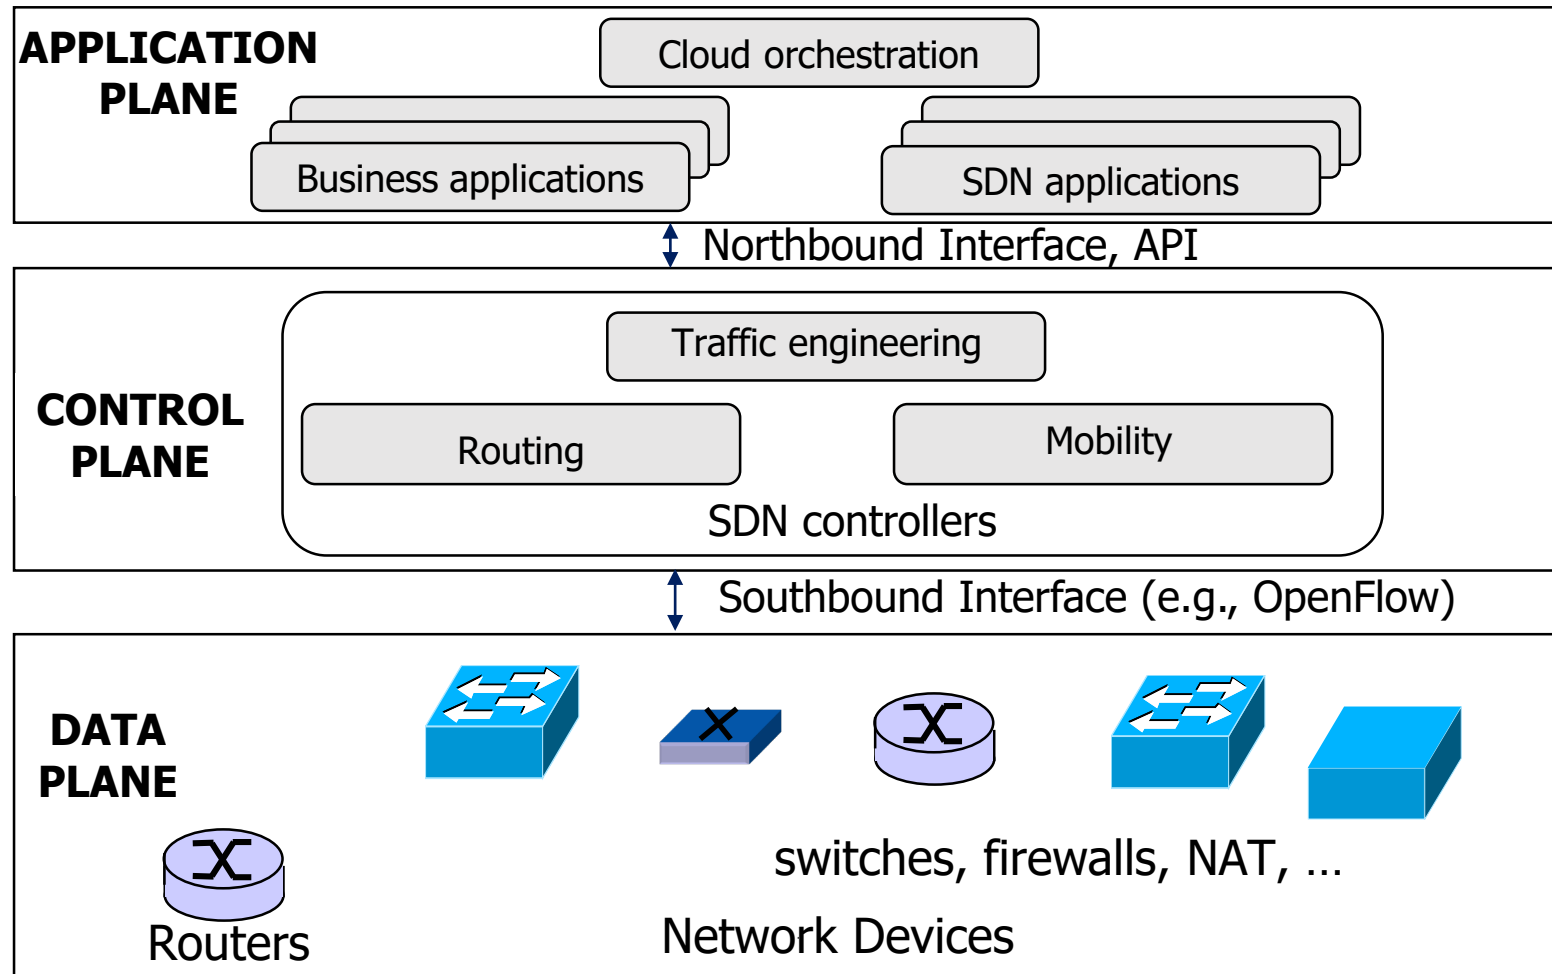 APPLICATION
PLANE
Cloud orchestration
Business applications
SDN applications
Northbound Interface, API
CONTROL
PLANE
Traffic engineering
Routing
Mobility
SDN controllers
Southbound Interface (e.g., OpenFlow)
DATA
PLANE
switches, firewalls, NAT, ...
Routers
Network Devices